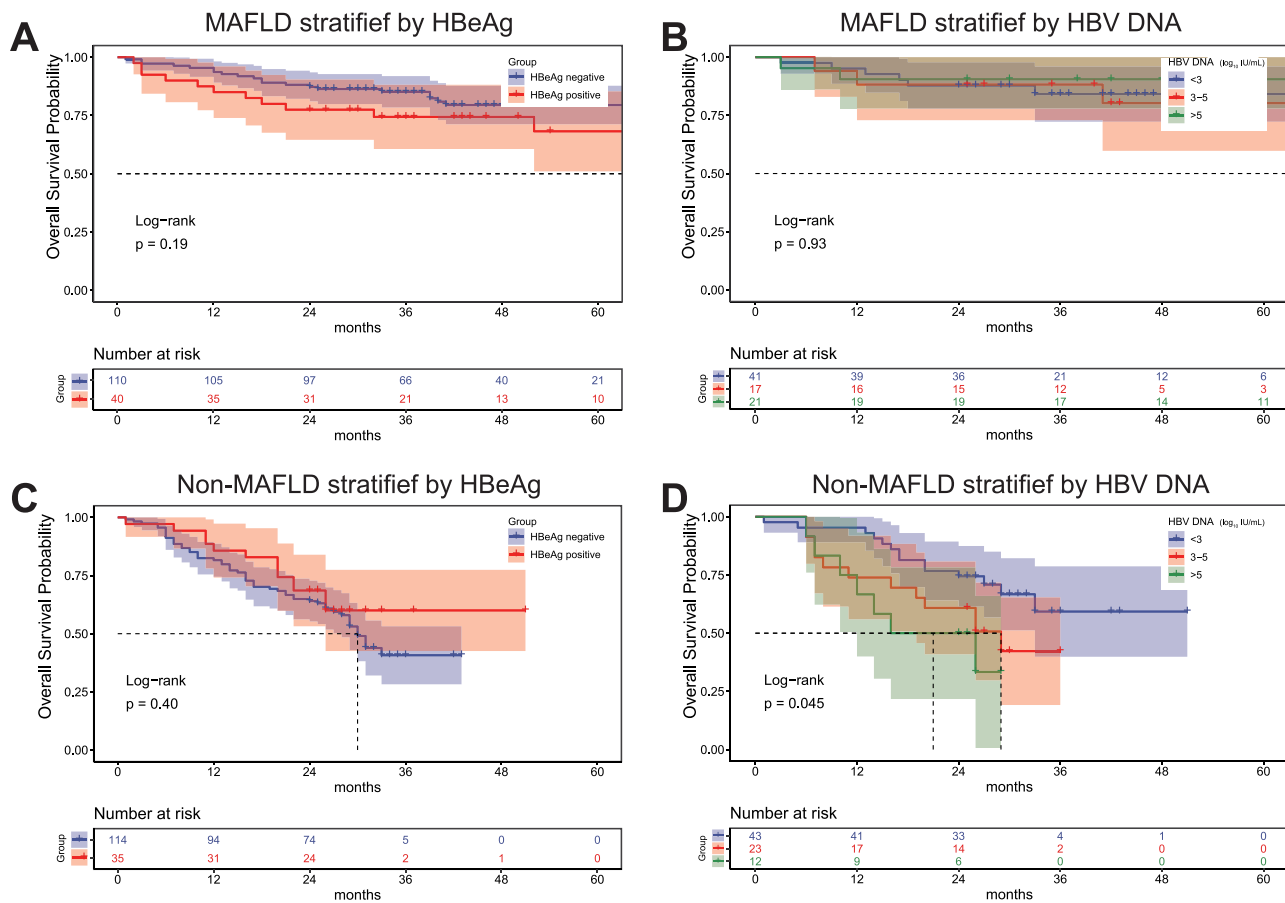 A
MAFLD stratifief by HBeAg
Overall Survival Probability
1.00
0.75
0.50
0.25
0.00
Group
HBeAg negative
HBeAg positive
Log-rank
p = 0.19
0 12 24 36 48 60
months
Number at risk
Group
110 105 97 66 40 21
40 35 31 21 13 10
0 12 24 36 48 60
months
B
MAFLD stratifief by HBV DNA
Overall Survival Probability
1.00
0.75
0.50
0.25
0.00
HBV DNA (log₁₀ IU/mL)
<3
3-5
>5
Log-rank
p = 0.93
0 12 24 36 48 60
months
Number at risk
Group
41 39 36 21 12 6
17 16 15 12 5 3
21 19 19 17 14 11
0 12 24 36 48 60
months
C
Non-MAFLD stratifief by HBeAg
Overall Survival Probability
1.00
0.75
0.50
0.25
0.00
Group
HBeAg negative
HBeAg positive
Log-rank
p = 0.40
0 12 24 36 48 60
months
Number at risk
Group
114 94 74 5 0 0
35 31 24 2 1 0
0 12 24 36 48 60
months
D
Non-MAFLD stratifief by HBV DNA
Overall Survival Probability
1.00
0.75
0.50
0.25
0.00
HBV DNA (log₁₀ IU/mL)
<3
3-5
>5
Log-rank
p = 0.045
0 12 24 36 48 60
months
Number at risk
Group
43 41 33 4 1 0
23 17 14 2 0 0
12 9 6 0 0 0
0 12 24 36 48 60
months